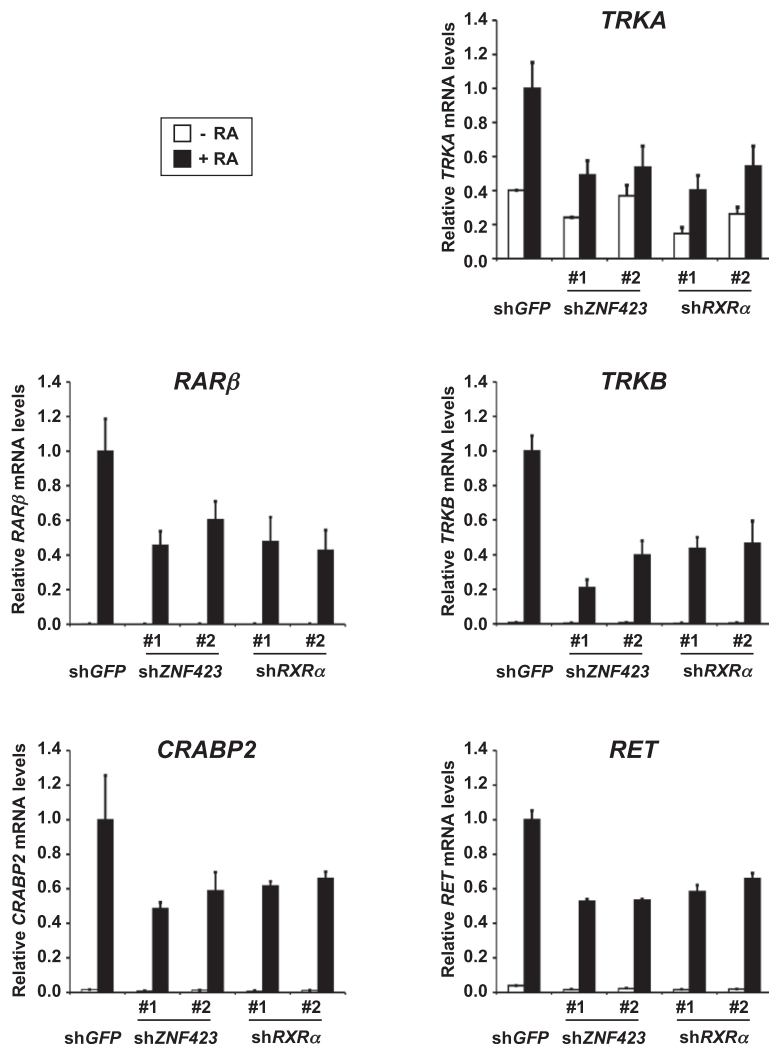 - RA
+ RA
TRKA
Relative TRKA mRNA levels
1.4
1.2
1.0
0.8
0.6
0.4
0.2
0.0
#1 #2 #1 #2
shGFP shZNF423 shRXRα
RARβ
Relative RARβ mRNA levels
1.4
1.2
1.0
0.8
0.6
0.4
0.2
0.0
#1 #2 #1 #2
shGFP shZNF423 shRXRα
TRKB
Relative TRKB mRNA levels
1.4
1.2
1.0
0.8
0.6
0.4
0.2
0.0
#1 #2 #1 #2
shGFP shZNF423 shRXRα
CRABP2
Relative CRABP2 mRNA levels
1.4
1.2
1.0
0.8
0.6
0.4
0.2
0.0
#1 #2 #1 #2
shGFP shZNF423 shRXRα
RET
Relative RET mRNA levels
1.4
1.2
1.0
0.8
0.6
0.4
0.2
0.0
#1 #2 #1 #2
shGFP shZNF423 shRXRα